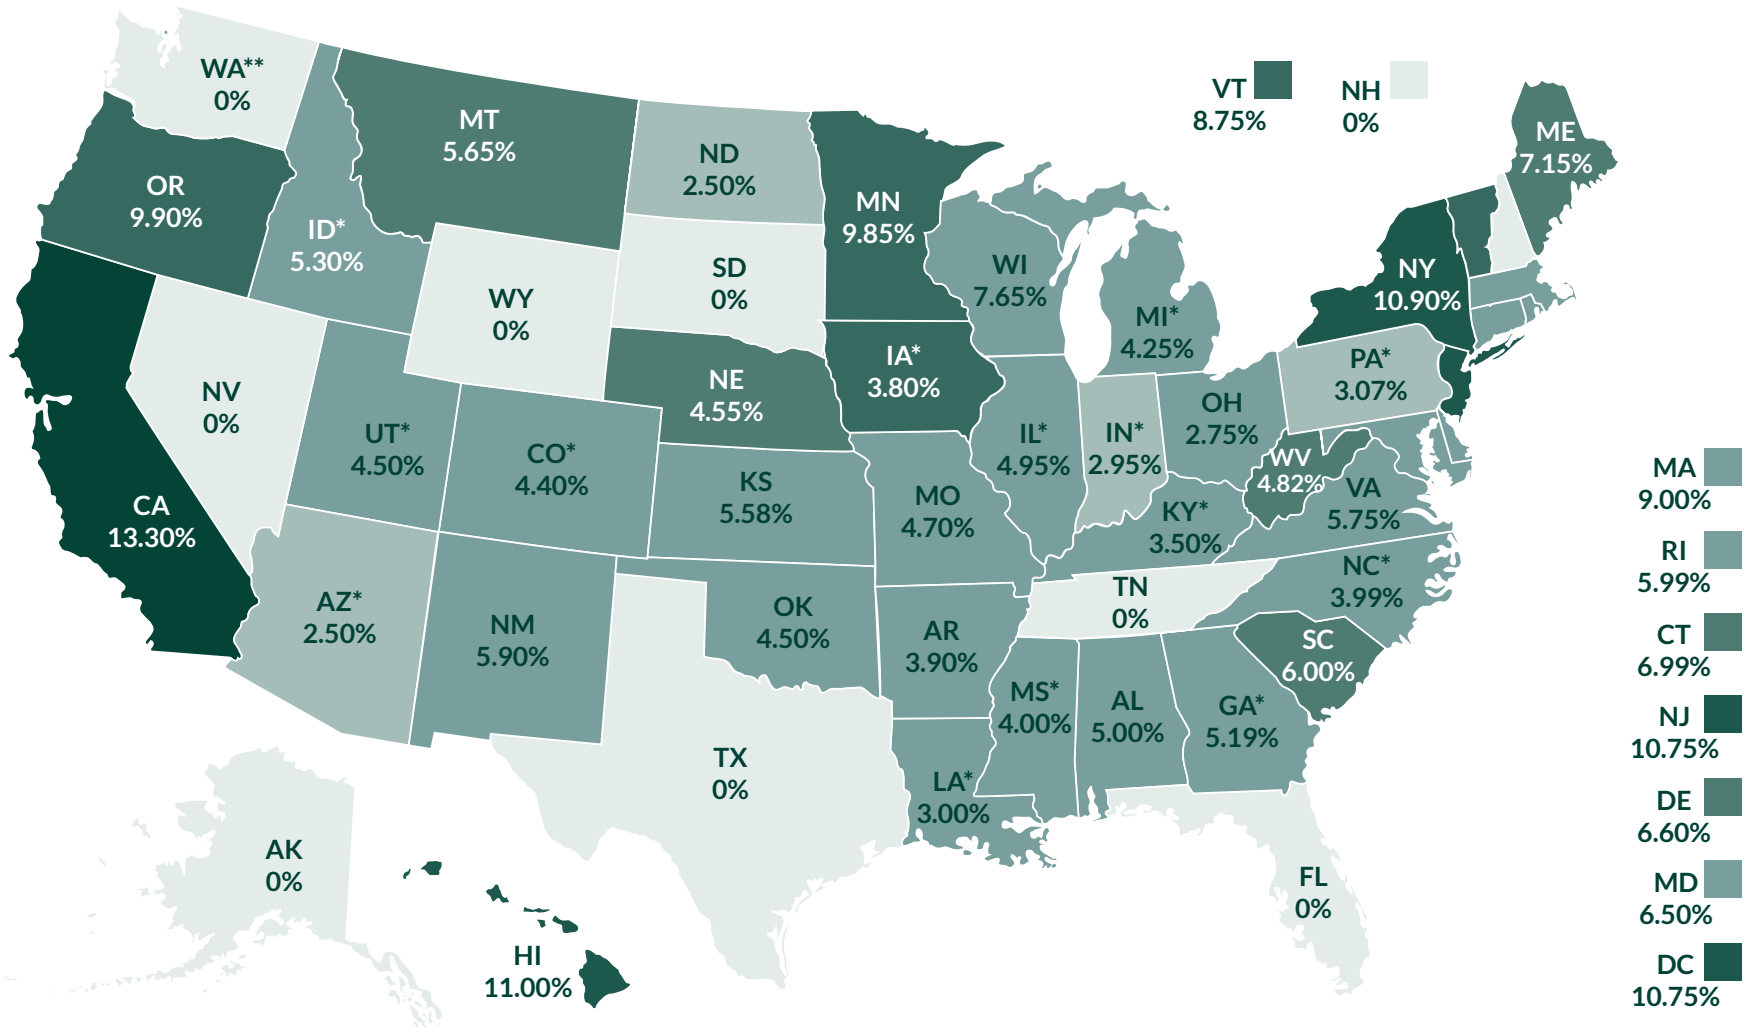 WA**
0%
MT
5.65%
ND
2.50%
VT
8.75%
NH
0%
ME
7.15%
OR
9.90%
ID*
5.30%
MN
9.85%
WY
0%
SD
0%
WI
7.65%
MI*
4.25%
NY
10.90%
NV
0%
NE
4.55%
IA*
3.80%
PA*
3.07%
UT*
4.50%
CO*
4.40%
KS
5.58%
MO
4.70%
IL*
4.95%
IN*
2.95%
OH
2.75%
WV
4.82%
VA
5.75%
CA
13.30%
KY*
3.50%
AZ*
2.50%
NM
5.90%
OK
4.50%
AR
3.90%
TN
0%
NC*
3.99%
SC
6.00%
MS*
4.00%
AL
5.00%
GA*
5.19%
TX
0%
LA*
3.00%
FL
0%
AK
0%
HI
11.00%
MA
9.00%
RI
5.99%
CT
6.99%
NJ
10.75%
DE
6.60%
MD
6.50%
DC
10.75%